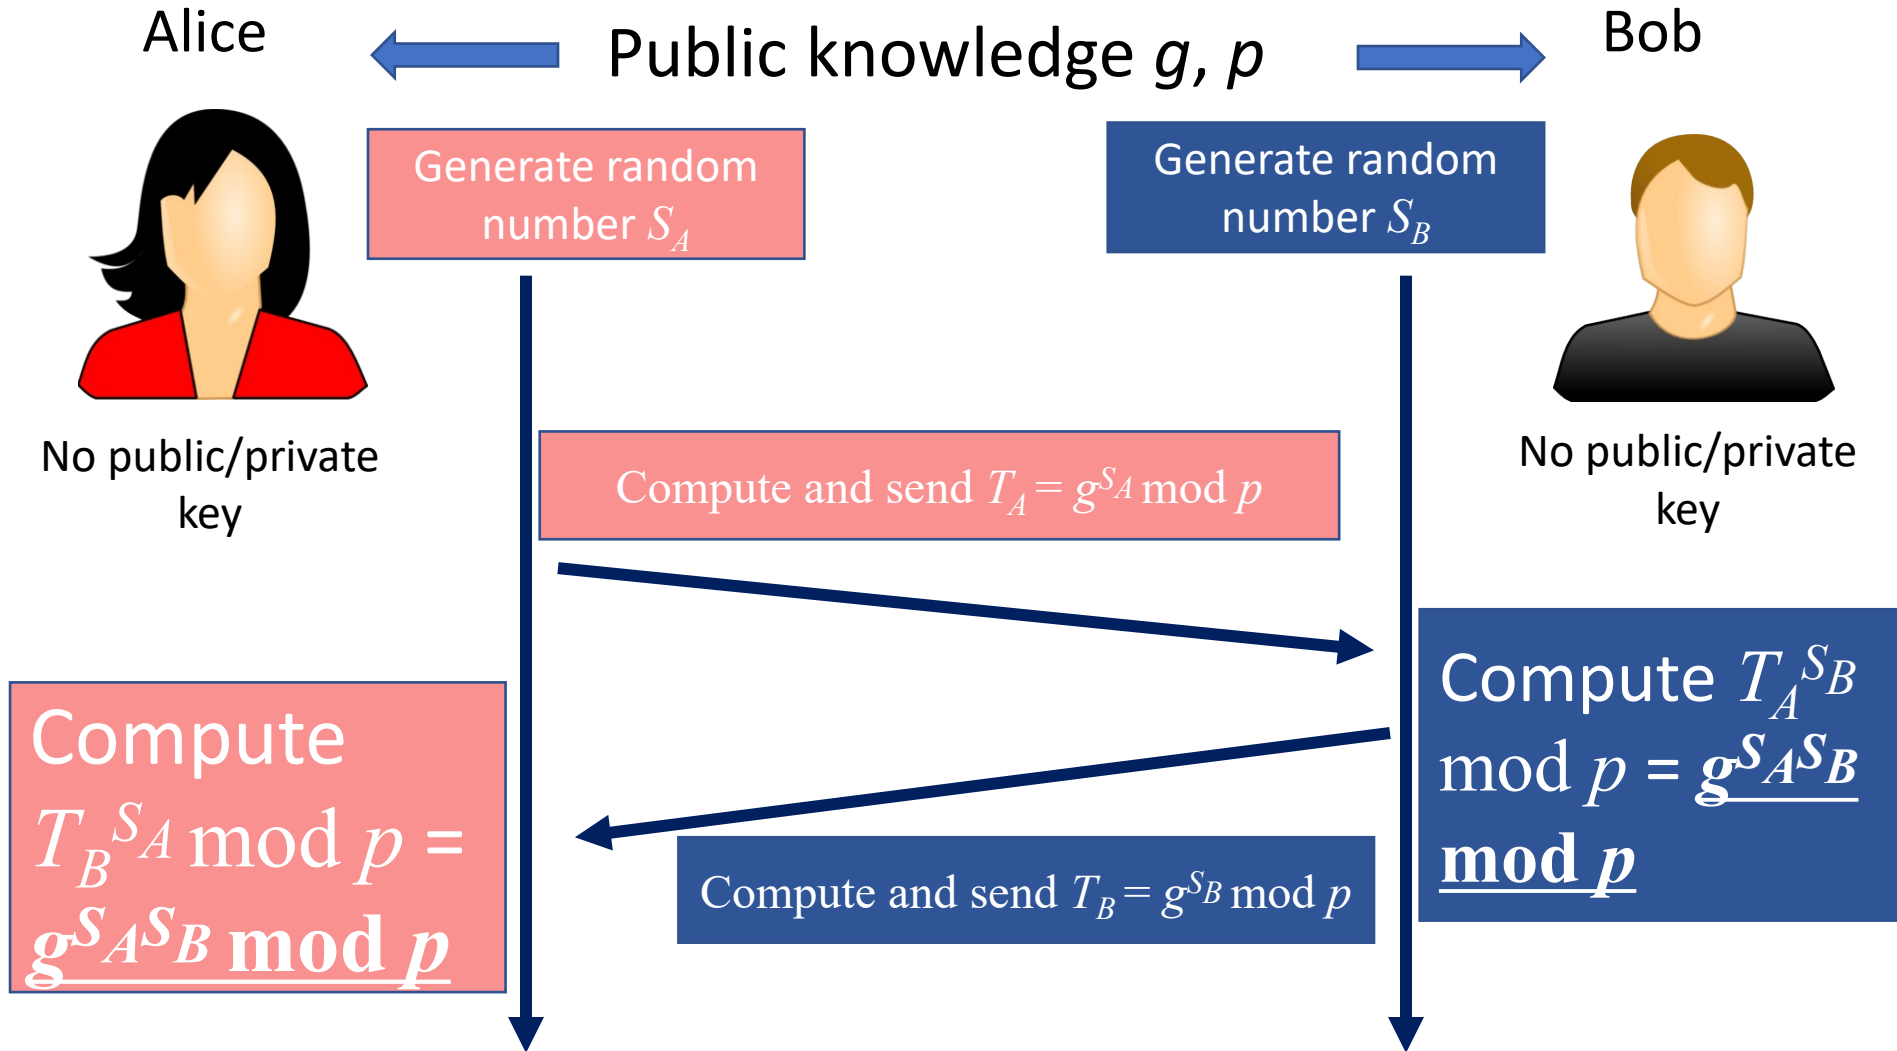 Alice
Public knowledge g, p
Bob
Generate random
number S_A
Generate random
number S_B
No public/private
key
No public/private
key
Compute and send T_A = g^{S_A} mod p
Compute T_A^{S_B}
mod p = g^{S_A S_B}
mod p
Compute
T_B^{S_A} mod p =
g^{S_A S_B} mod p
Compute and send T_B = g^{S_B} mod p